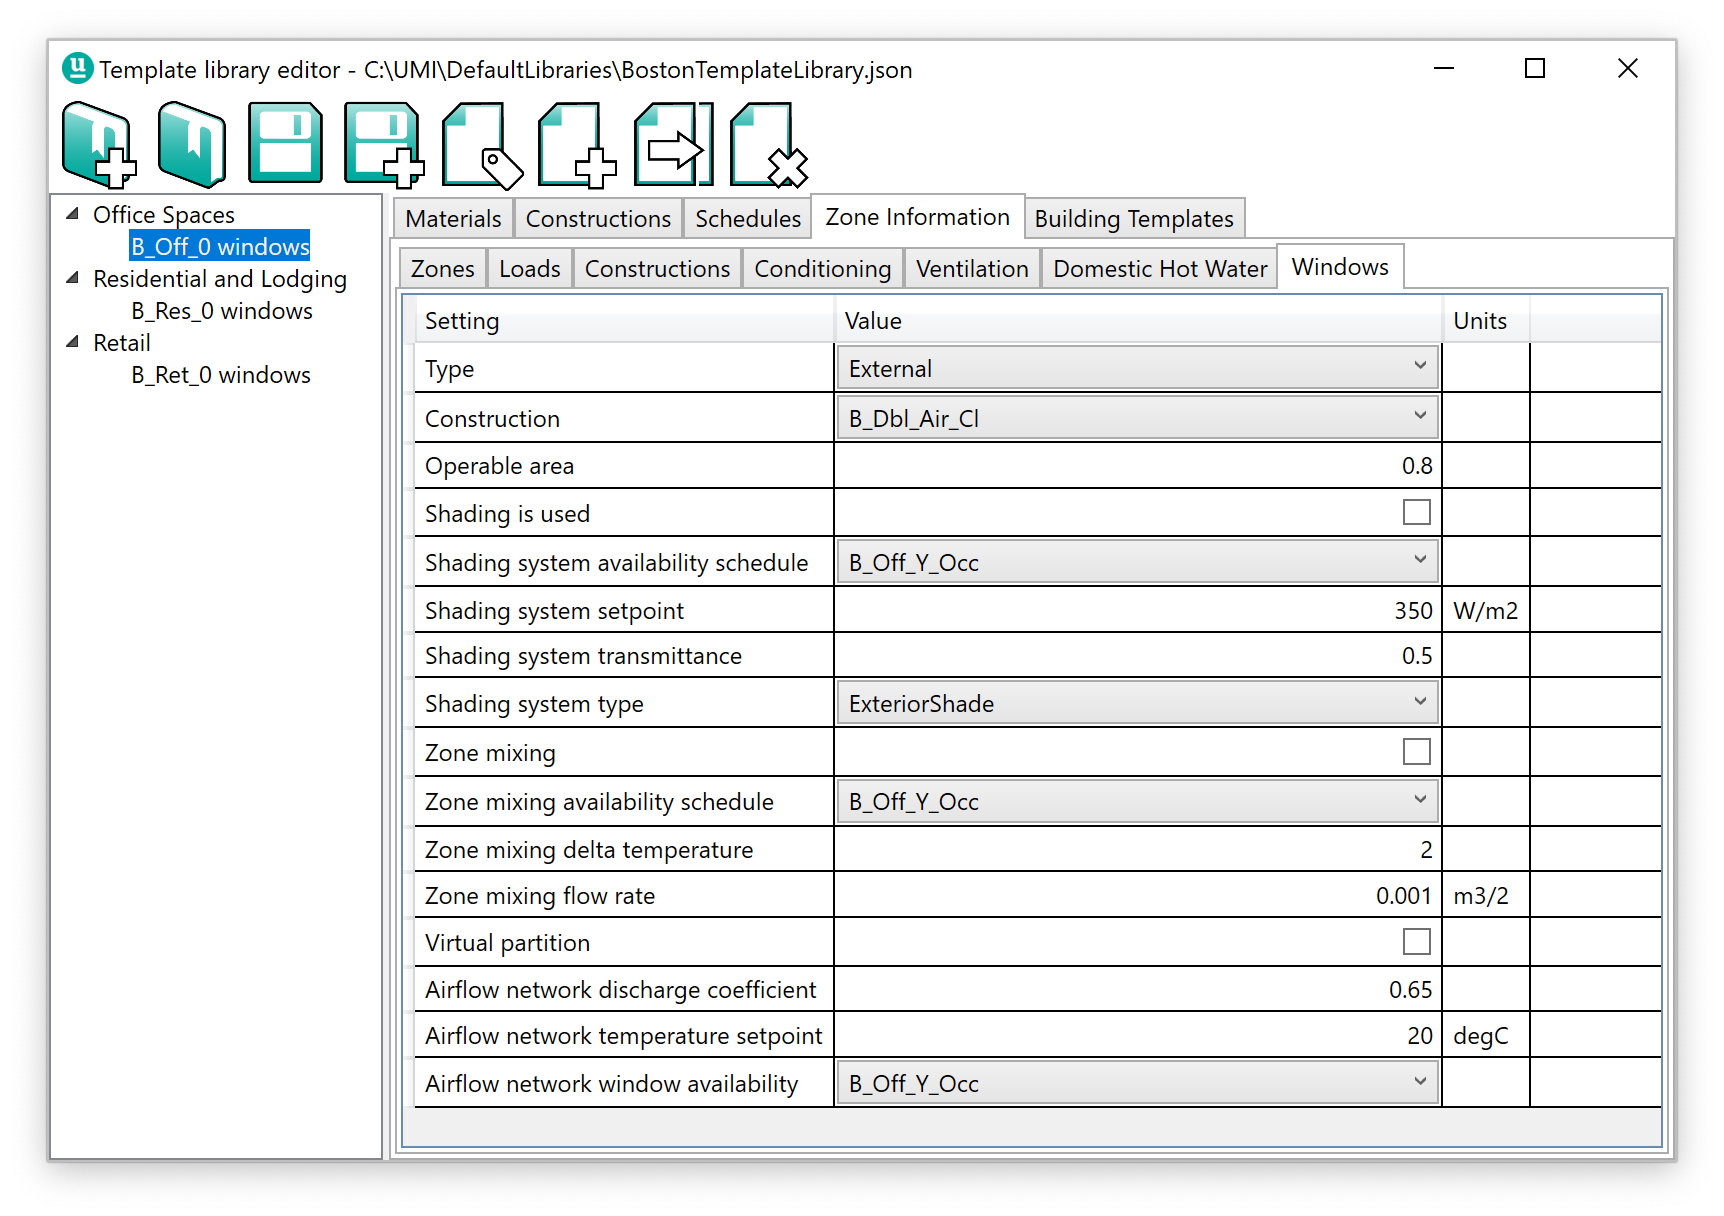 Template library editor - C:\UMI\DefaultLibraries\BostonTemplateLibrary.json
Office Spaces
B_Off_0 windows
Residential and Lodging
B_Res_0 windows
Retail
B_Ret_0 windows
Materials Constructions Schedules Zone Information Building Templates
Zones Loads Constructions Conditioning Ventilation Domestic Hot Water Windows
Setting Value Units
Type External
Construction B_Dbl_Air_Cl
Operable area 0.8
Shading is used
Shading system availability schedule B_Off_Y_Occ
Shading system setpoint 350 W/m2
Shading system transmittance 0.5
Shading system type ExteriorShade
Zone mixing
Zone mixing availability schedule B_Off_Y_Occ
Zone mixing delta temperature 2
Zone mixing flow rate 0.001 m3/2
Virtual partition
Airflow network discharge coefficient 0.65
Airflow network temperature setpoint 20 degC
Airflow network window availability B_Off_Y_Occ